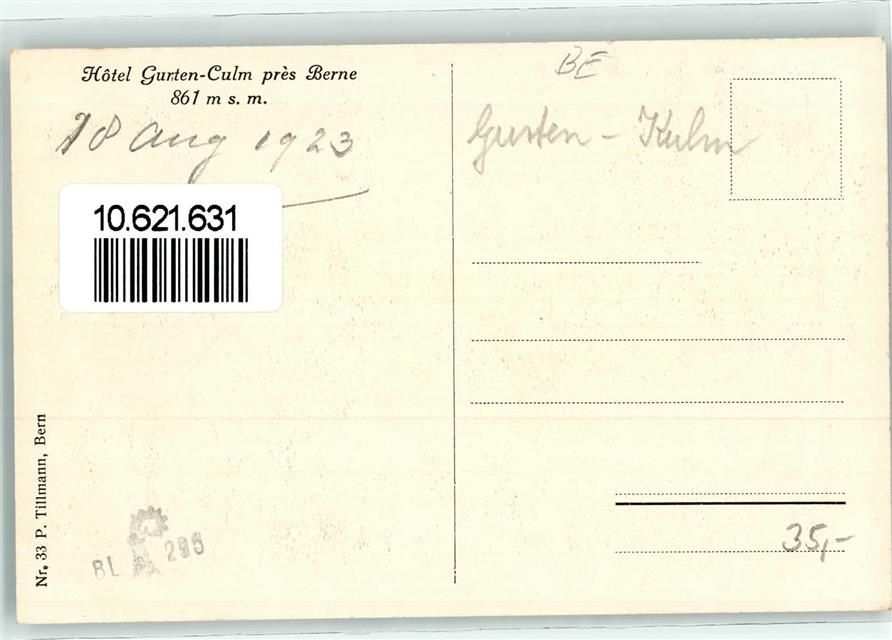 Hôtel Gurten-Culm près Berne
861 m s. m.
18 Aug 1923
10.621.631
Nr. 33 P. Tillmann, Bern
BL 296
BE
Gurten - Kulm
35,-